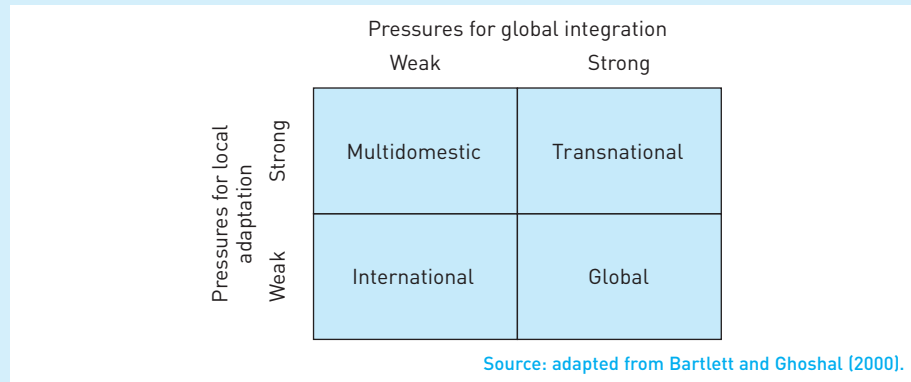 Pressures for global integration
Weak Strong
Pressures for local
adaptation
Strong
Weak
Multidomestic Transnational
International Global
Source: adapted from Bartlett and Ghoshal (2000).